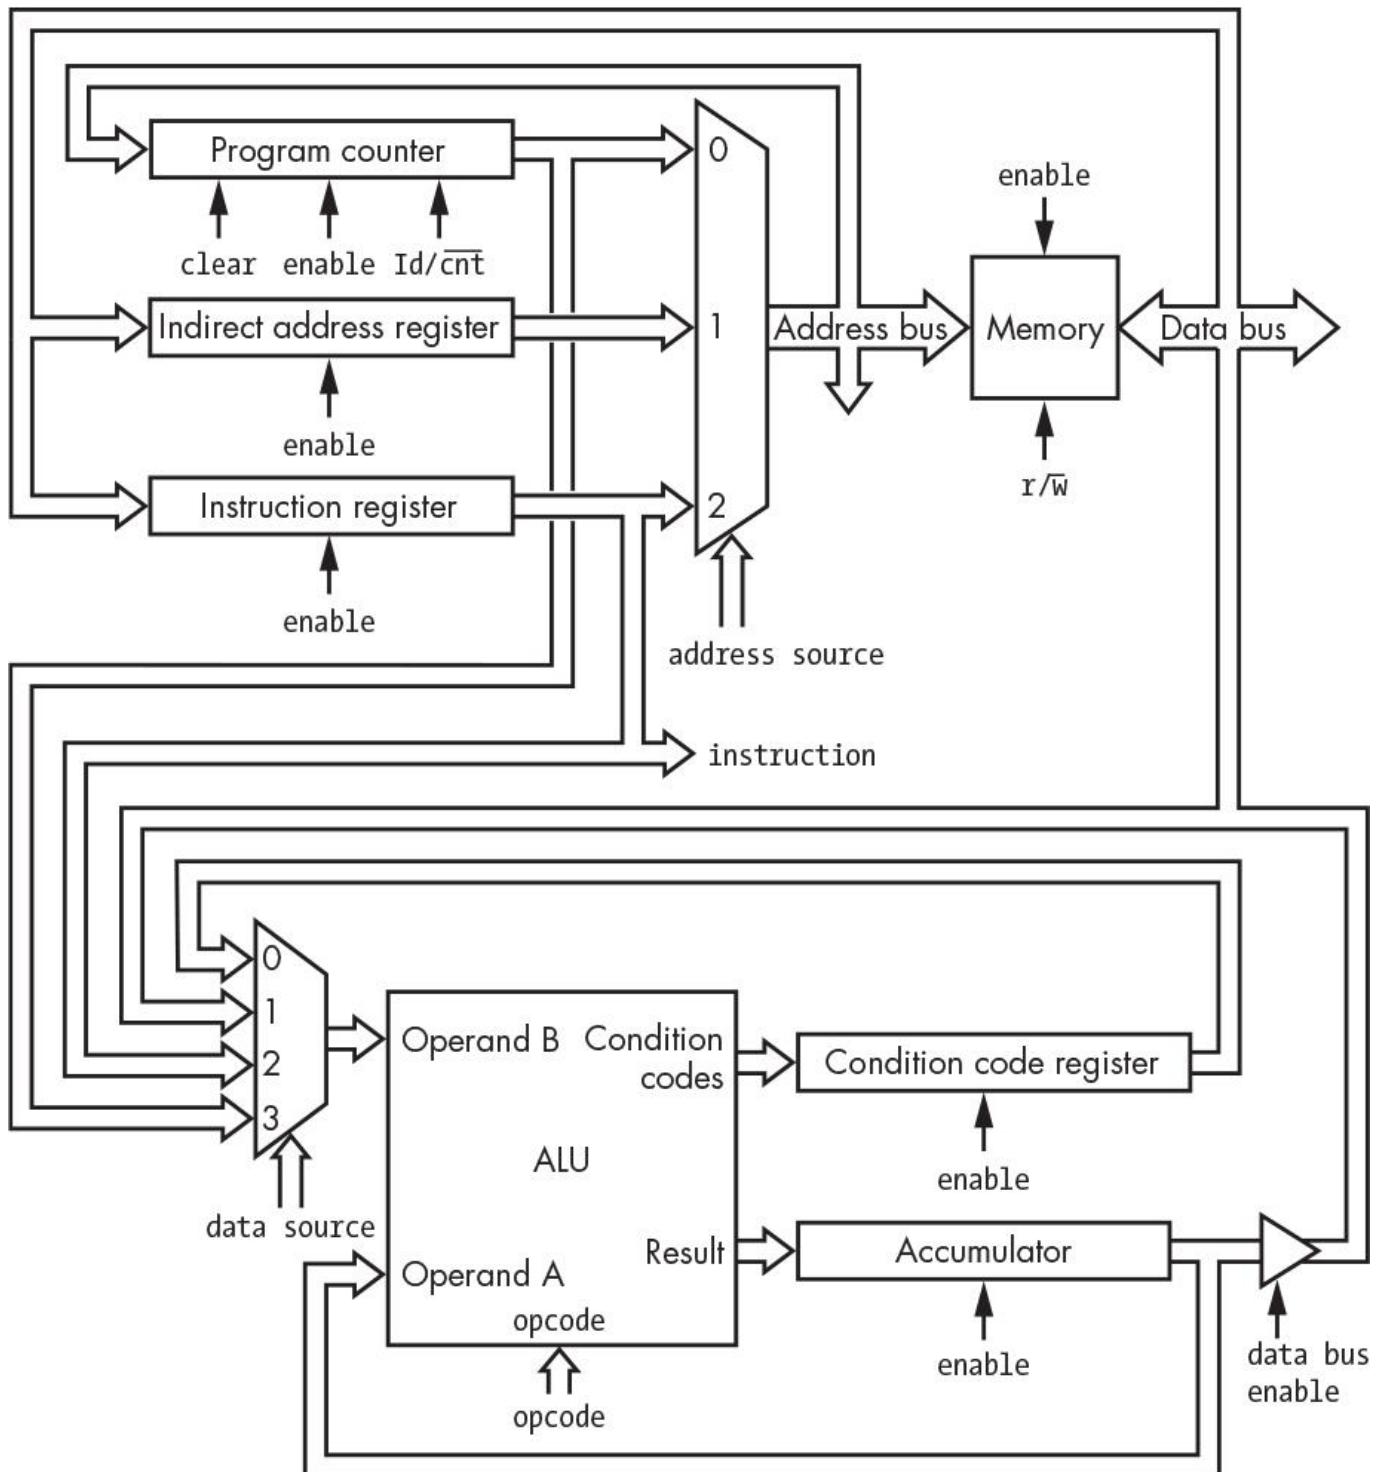 Program counter
0
enable
clear
enable
Id/c̅n̅t̅
Indirect address register
1
Address bus
Memory
Data bus
enable
r/w̅
Instruction register
2
enable
address source
instruction
0
1
2
3
Operand B
Condition
codes
Condition code register
ALU
enable
data source
Result
Accumulator
Operand A
opcode
enable
data bus
enable
opcode